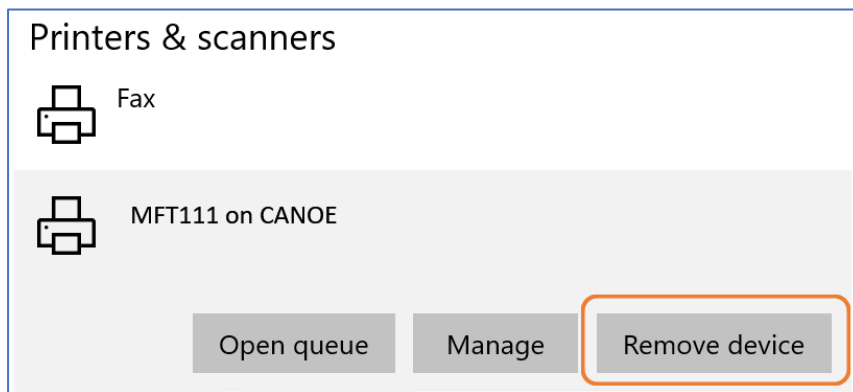 Printers & scanners
Fax
MFT111 on CANOE
Open queue Manage Remove device